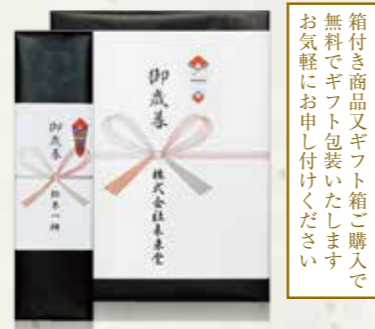 箱付き商品又ギフト箱ご購入で
無料でギフト包装いたします
お気軽にお申し付けください
御歳暮
株式会社未来堂
御歳暮